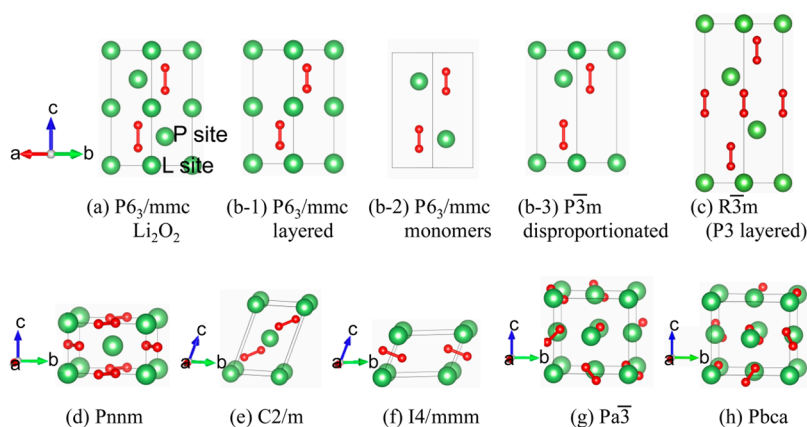 c
a
b
P site
L site
(a) P6₃/mmc
Li₂O₂
(b-1) P6₃/mmc
layered
(b-2) P6₃/mmc
monomers
(b-3) P3̅m
disproportionated
(c) R3̅m
(P3 layered)
c
a
b
(d) Pnnm
c
a
b
(e) C2/m
c
a
b
(f) I4/mmm
c
a
b
(g) Pa3̅
c
a
b
(h) Pbca